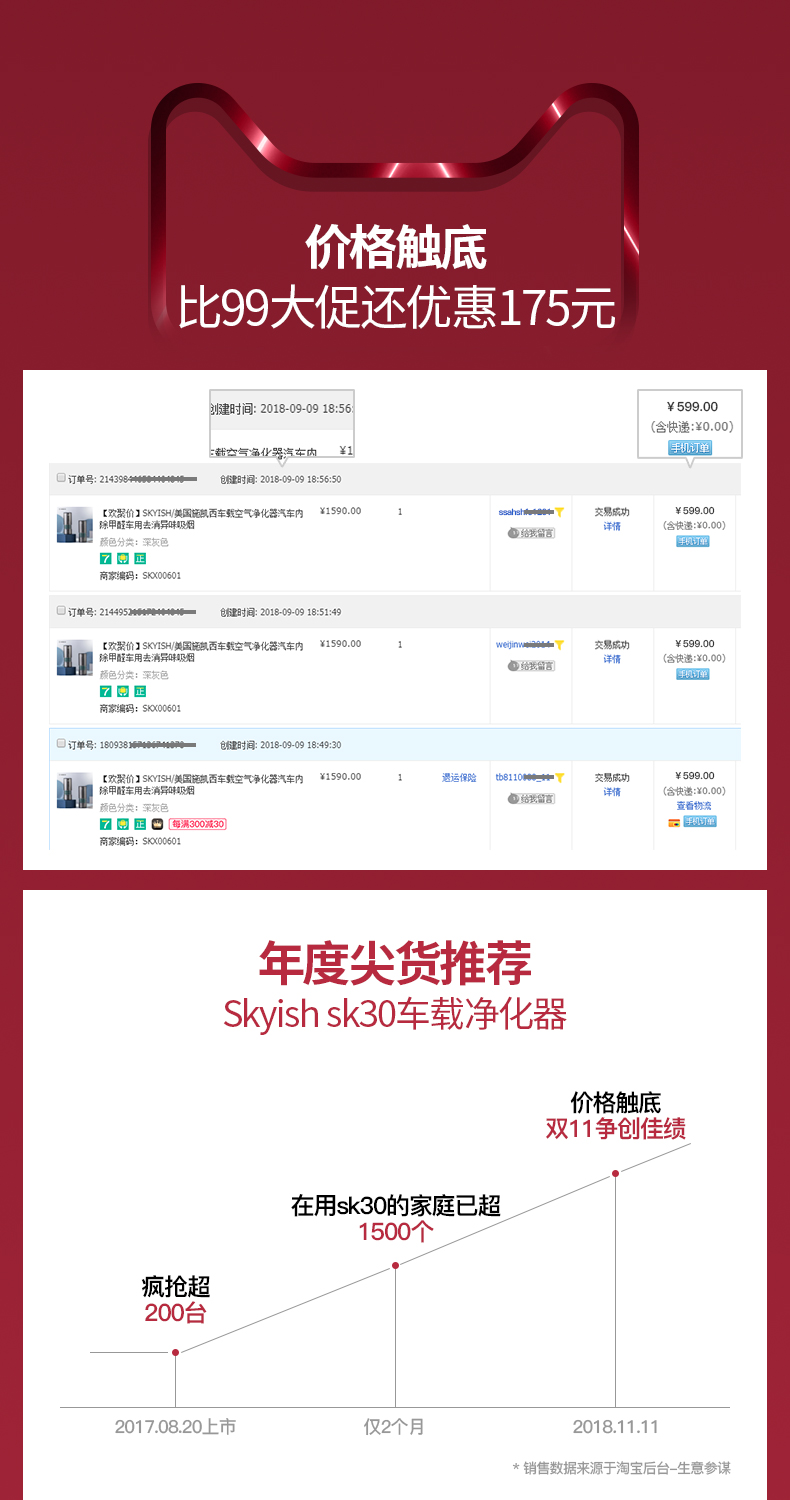 价格触底
比99大促还优惠175元
创建时间: 2018-09-09 18:56:
车载空气净化器汽车内 ¥1
¥599.00
(含快递:¥0.00)
手机订单
订单号: 214398 创建时间: 2018-09-09 18:56:50
【欢聚价】SKYISH/美国施凯西车载空气净化器汽车内 ¥1590.00 1 交易成功 ¥599.00
除甲醛车用去消异味吸烟 详情 (含快递:¥0.00)
给我留言 手机订单
颜色分类: 深灰色
7 正
商家编码: SKX00601
订单号: 214495 创建时间: 2018-09-09 18:51:49
【欢聚价】SKYISH/美国施凯西车载空气净化器汽车内 ¥1590.00 1 weijinw 交易成功 ¥599.00
除甲醛车用去消异味吸烟 详情 (含快递:¥0.00)
给我留言 手机订单
颜色分类: 深灰色
7 正
商家编码: SKX00601
订单号: 180938 创建时间: 2018-09-09 18:49:30
【欢聚价】SKYISH/美国施凯西车载空气净化器汽车内 ¥1590.00 1 退运保险 tb8110 交易成功 ¥599.00
除甲醛车用去消异味吸烟 详情 (含快递:¥0.00)
给我留言 查看物流
颜色分类: 深灰色 手机订单
7 正 每满300减30
商家编码: SKX00601
年度尖货推荐
Skyish sk30车载净化器
价格触底
双11争创佳绩
在用sk30的家庭已超
1500个
疯抢超
200台
2017.08.20上市 仅2个月 2018.11.11
* 销售数据来源于淘宝后台-生意参谋